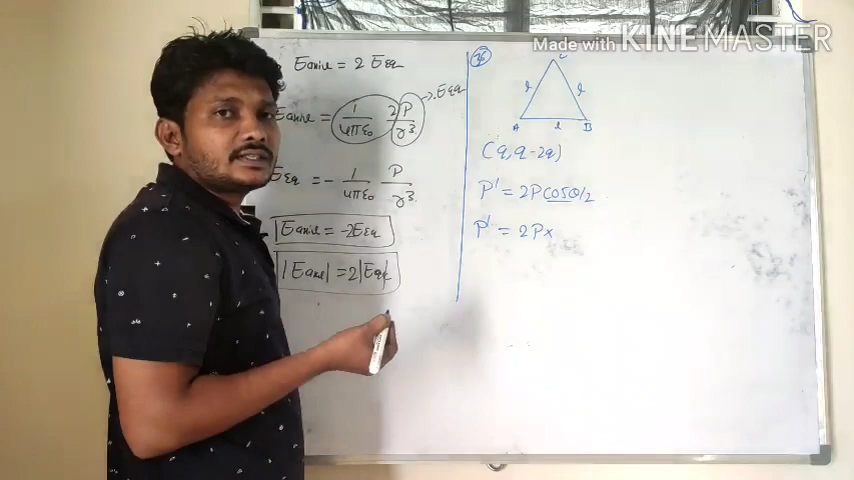 Made with KINEMASTER
Eaxial = 2 Eeq
Eaxial = 1/4πε0 2P/r³ → Eeq
Eeq = - 1/4πε0 P/r³
Eaxial = -2Eeq
|Eaxial| = 2|Eeq|
C
l l
A l B
(q, q -2q)
P' = 2P cosθ/2
P' = 2Px